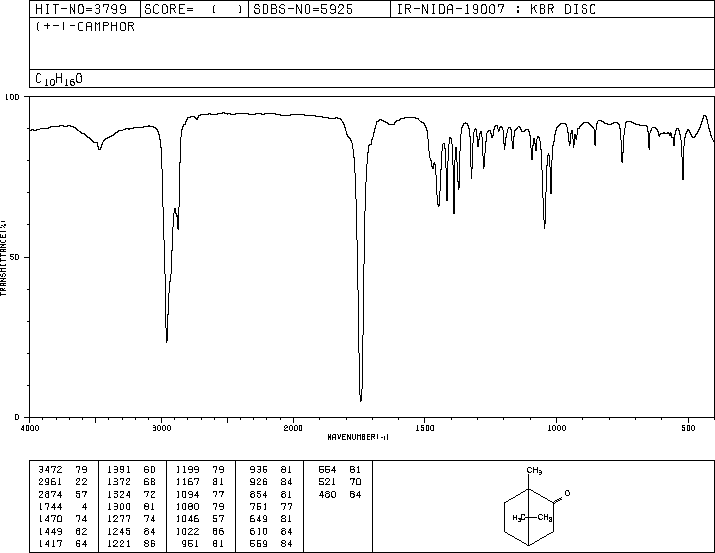 HIT-NO=3799 SCORE= ( ) SDBS-NO=5925 IR-NIDA-19007 : KBR DISC
(+-)-CAMPHOR
C10H16O
100
50
0
TRANSMITTANCE(%)
4000 3000 2000 1500 1000 500
WAVENUMBER(-1)
3472 79 1391 60 1199 79 936 81 554 81
2961 22 1372 68 1167 81 926 84 521 70
2874 57 1324 72 1094 77 854 81 480 84
1744 4 1300 81 1080 79 751 77
1470 74 1277 74 1046 57 649 81
1449 62 1245 84 1022 66 610 84
1417 64 1221 86 951 81 569 84
CH3
O
H3C CH3